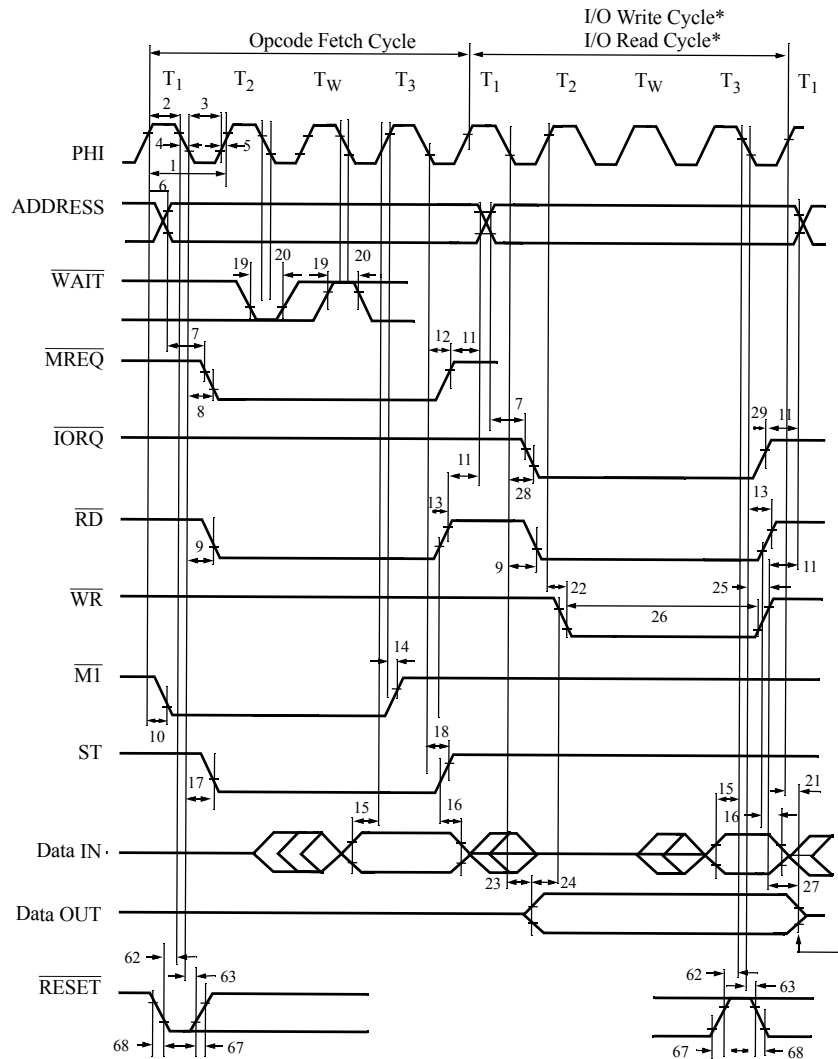 I/O Write Cycle*
Opcode Fetch Cycle I/O Read Cycle*
T1 T2 TW T3 T1 T2 TW T3 T1
2 3
PHI
4 5
1
6
ADDRESS
19 20 19 20
WAIT
7 12 11
MREQ
8
7 29 11
IORQ
28
11
13 13
RD
9 9 11
22 25
WR
26
14
M1
10
18
ST
17
21
15 16 15 16
Data IN
23 24 27
Data OUT
62 63 62 63
RESET
68 67 67 68